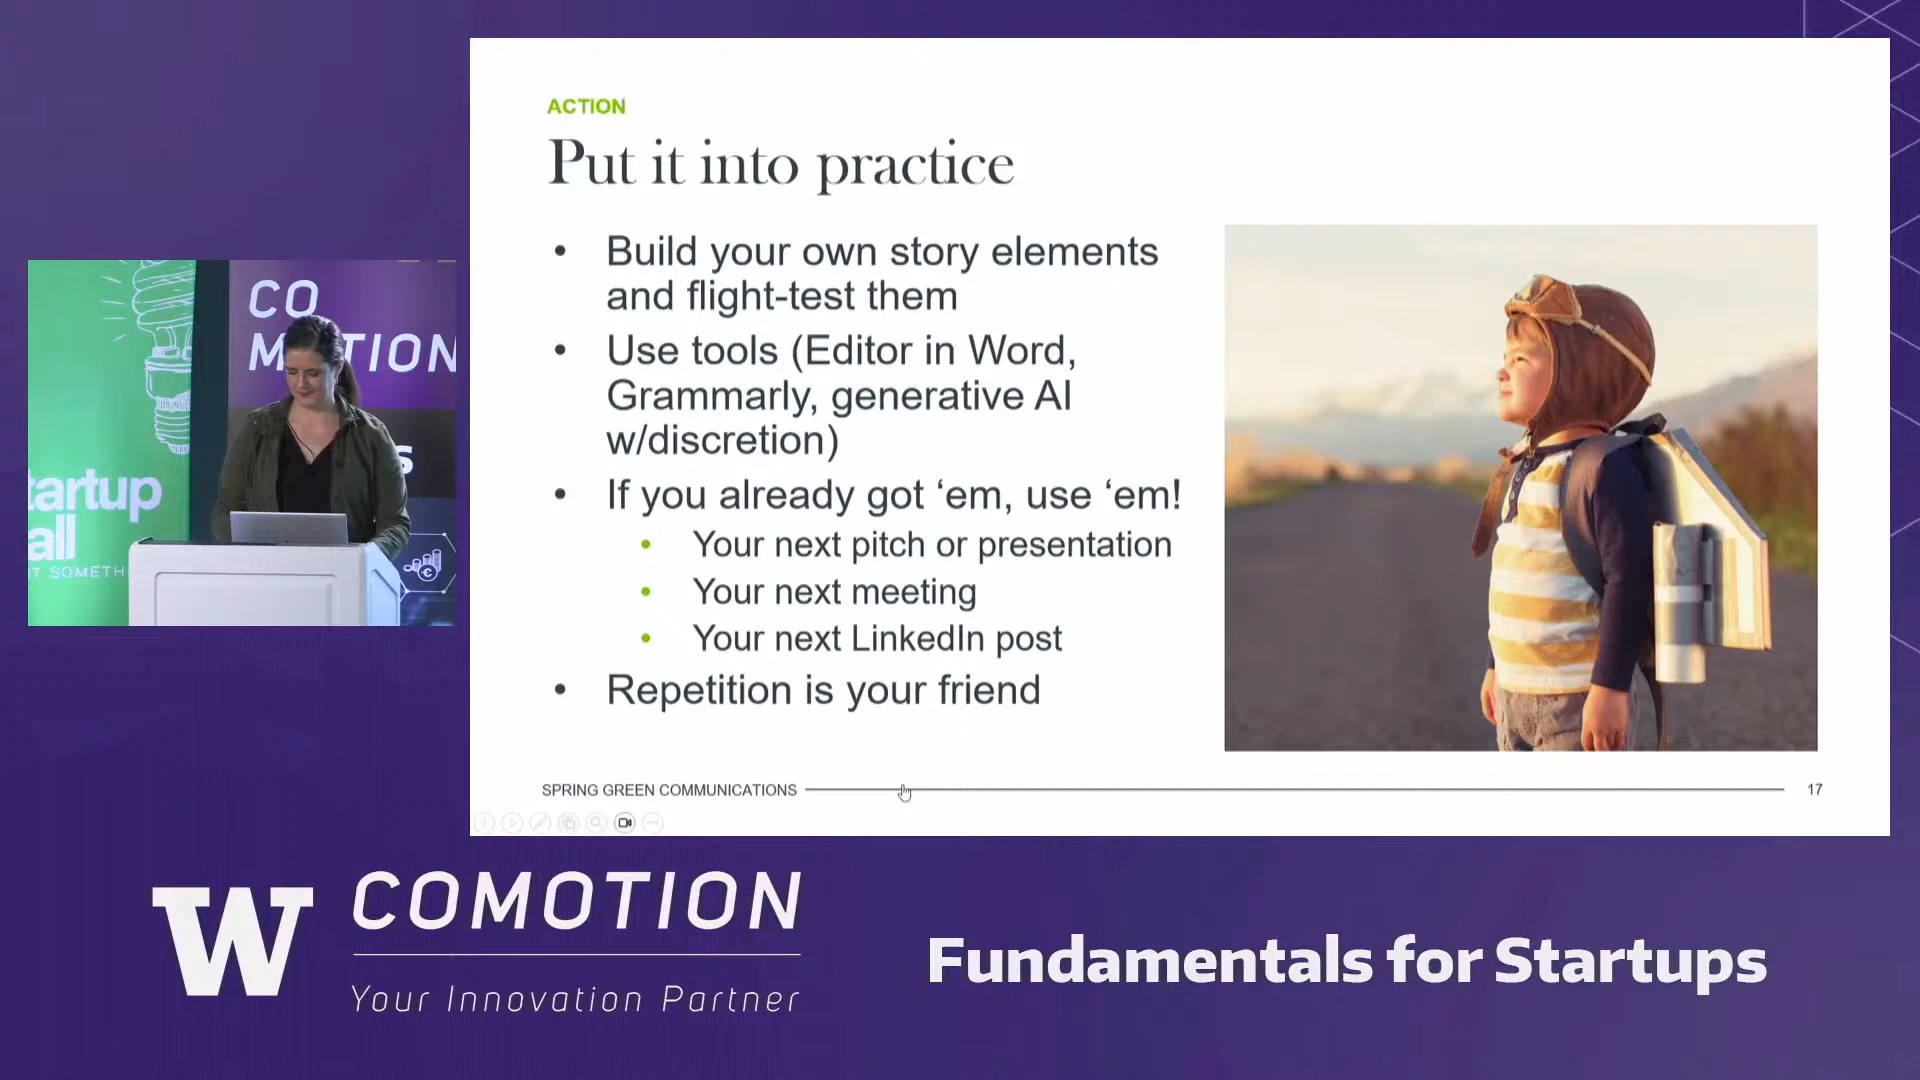 ACTION
Put it into practice
• Build your own story elements
and flight-test them
• Use tools (Editor in Word,
Grammarly, generative AI
w/discretion)
• If you already got ‘em, use ‘em!
• Your next pitch or presentation
• Your next meeting
• Your next LinkedIn post
• Repetition is your friend
SPRING GREEN COMMUNICATIONS
17
CO
M TION
s
tartup
all
T SOMETH
W
COMOTION
Your Innovation Partner
Fundamentals for Startups